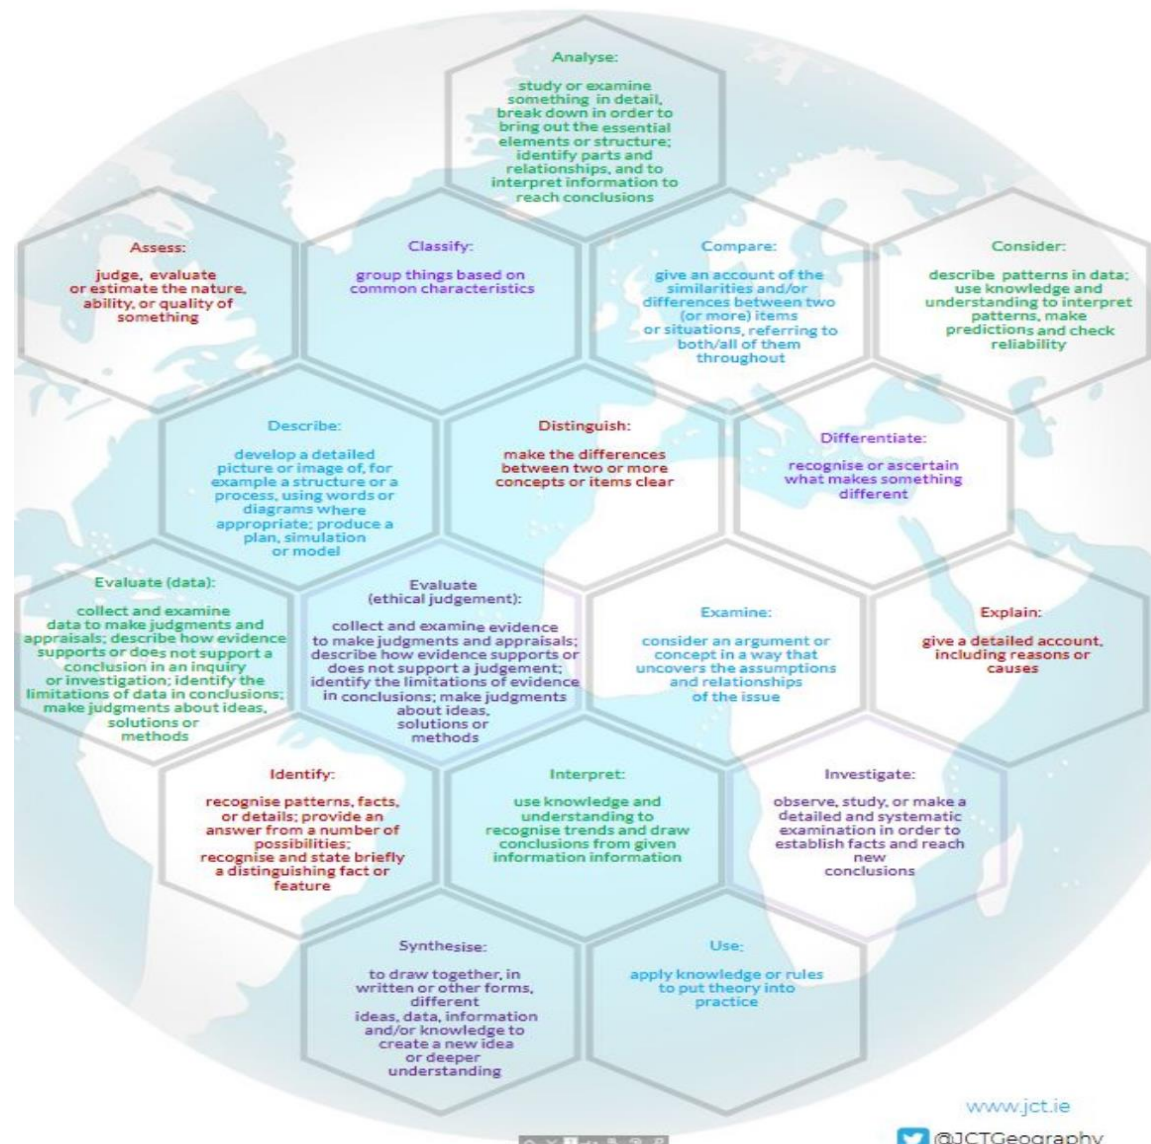 Analyse:
study or examine
something in detail,
break down in order to
bring out the essential
elements or structure;
identify parts and
relationships, and to
interpret information to
reach conclusions
Assess:
judge, evaluate
or estimate the nature,
ability, or quality of
something
Classify:
group things based on
common characteristics
Compare:
give an account of the
similarities and/or
differences between two
(or more) items
or situations, referring to
both/all of them
throughout
Consider:
describe patterns in data;
use knowledge and
understanding to interpret
patterns, make
predictions and check
reliability
Describe:
develop a detailed
picture or image of, for
example a structure or a
process, using words or
diagrams where
appropriate; produce a
plan, simulation
or model
Distinguish:
make the differences
between two or more
concepts or items clear
Differentiate:
recognise or ascertain
what makes something
different
Evaluate (data):
collect and examine
data to make judgments and
appraisals; describe how evidence
supports or does not support a
conclusion in an inquiry
or investigation; identify the
limitations of data in conclusions;
make judgments about ideas,
solutions or
methods
Evaluate
(ethical judgement):
collect and examine evidence
to make judgments and appraisals;
describe how evidence supports or
does not support a judgement;
identify the limitations of evidence
in conclusions; make judgments
about ideas,
solutions or
methods
Examine:
consider an argument or
concept in a way that
uncovers the assumptions
and relationships
of the issue
Explain:
give a detailed account,
including reasons or
causes
Identify:
recognise patterns, facts,
or details; provide an
answer from a number of
possibilities;
recognise and state briefly
a distinguishing fact or
feature
Interpret:
use knowledge and
understanding to
recognise trends and draw
conclusions from given
information information
Investigate:
observe, study, or make a
detailed and systematic
examination in order to
establish facts and reach
new
conclusions
Synthesise:
to draw together, in
written or other forms,
different
ideas, data, information
and/or knowledge to
create a new idea
or deeper
understanding
Use:
apply knowledge or rules
to put theory into
practice
www.jct.ie
@JCTGeography